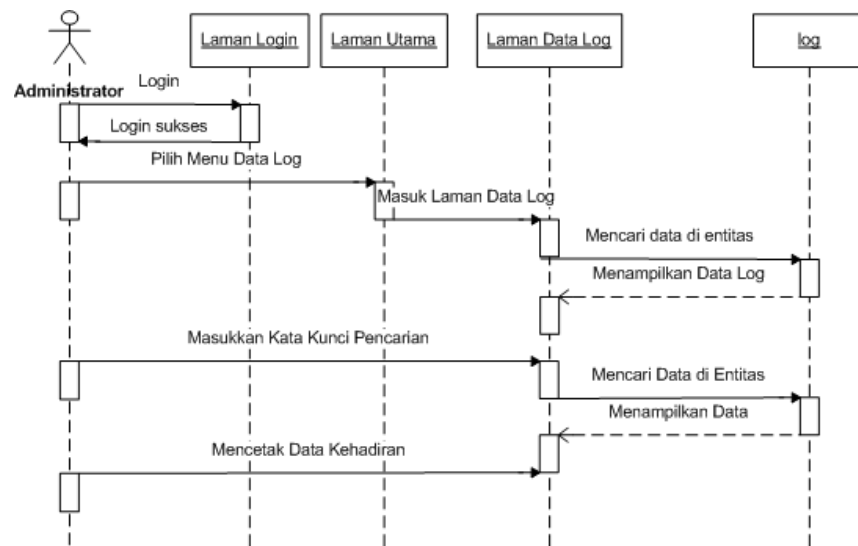 Laman Login
Laman Utama
Laman Data Log
log
Administrator
Login
Login sukses
Pilih Menu Data Log
Masuk Laman Data Log
Mencari data di entitas
Menampilkan Data Log
Masukkan Kata Kunci Pencarian
Mencari Data di Entitas
Menampilkan Data
Mencetak Data Kehadiran